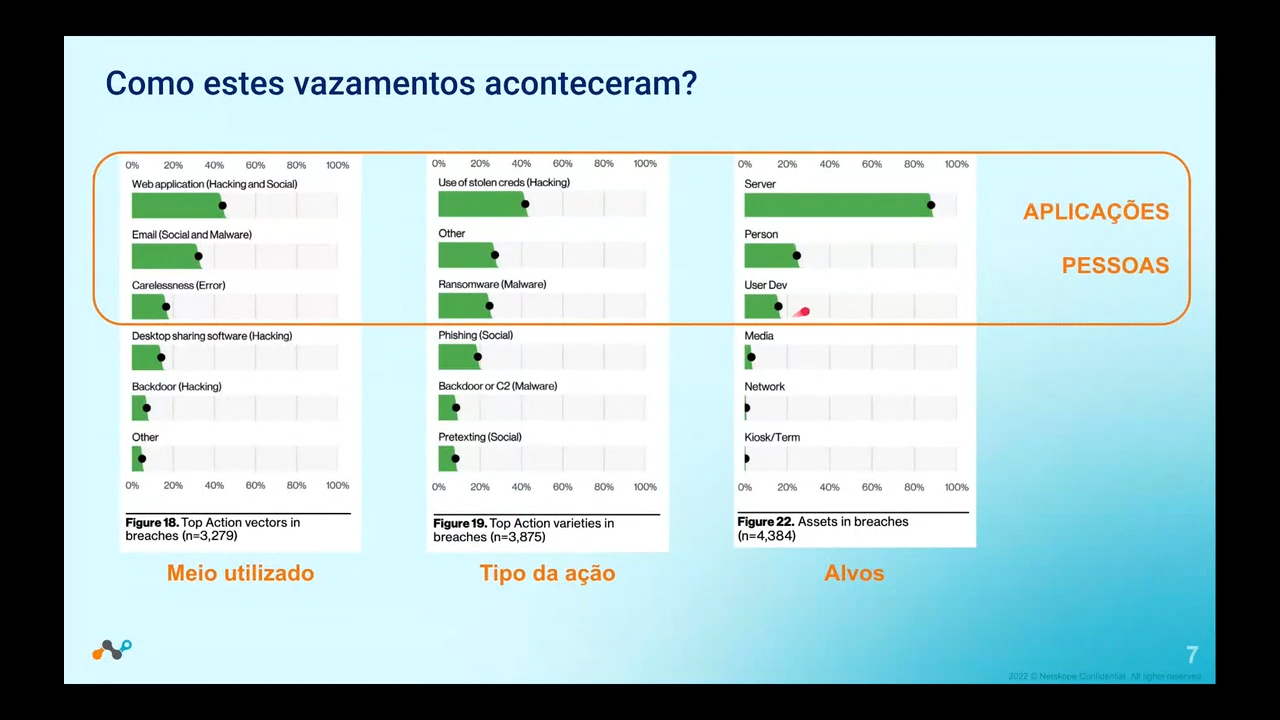 Como estes vazamentos aconteceram?
0% 20% 40% 60% 80% 100%
Web application (Hacking and Social)
Email (Social and Malware)
Carelessness (Error)
Desktop sharing software (Hacking)
Backdoor (Hacking)
Other
0% 20% 40% 60% 80% 100%
Figure 18. Top Action vectors in
breaches (n=3,279)
Meio utilizado
0% 20% 40% 60% 80% 100%
Use of stolen creds (Hacking)
Other
Ransomware (Malware)
Phishing (Social)
Backdoor or C2 (Malware)
Pretexting (Social)
0% 20% 40% 60% 80% 100%
Figure 19. Top Action varieties in
breaches (n=3,875)
Tipo da ação
0% 20% 40% 60% 80% 100%
Server
Person
User Dev
Media
Network
Kiosk/Term
0% 20% 40% 60% 80% 100%
Figure 22. Assets in breaches
(n=4,384)
Alvos
APLICAÇÕES
PESSOAS
7
2022 © Netskope Confidential. All rights reserved.